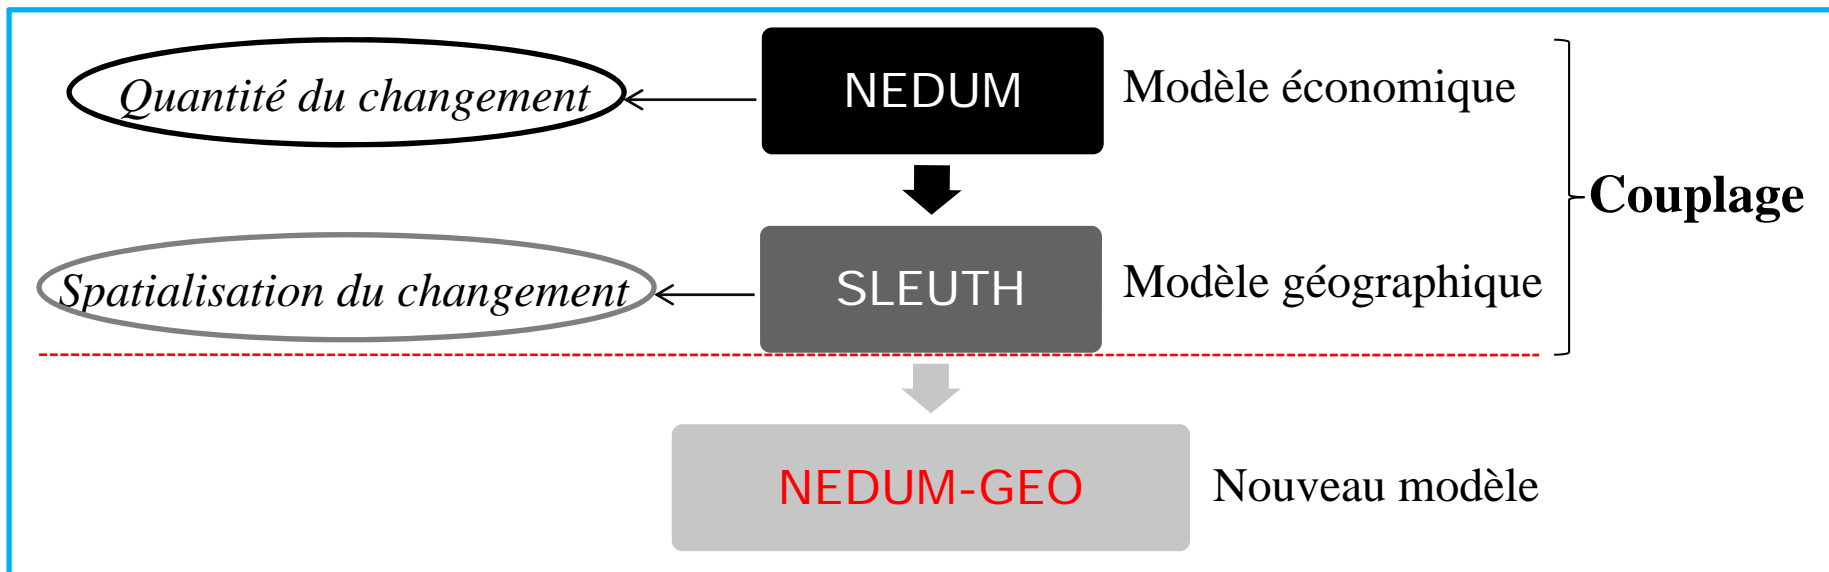 Quantité du changement
NEDUM
Modèle économique
Couplage
Spatialisation du changement
SLEUTH
Modèle géographique
NEDUM-GEO
Nouveau modèle